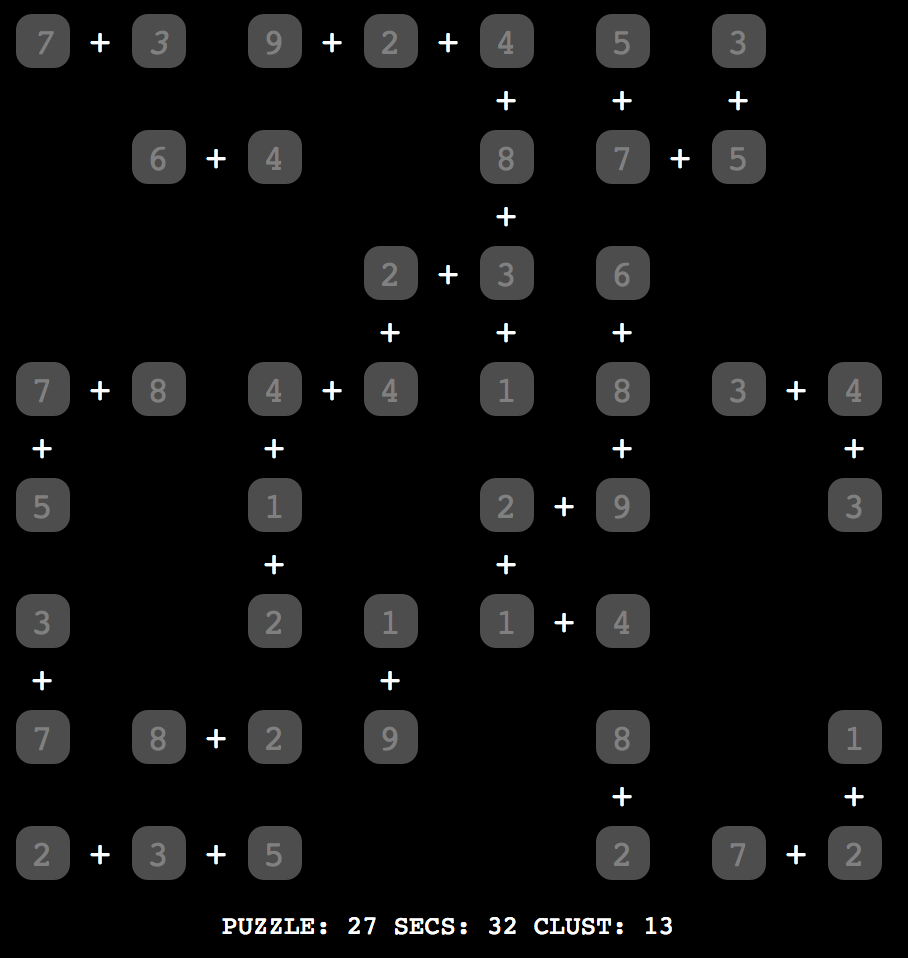 7 + 3 9 + 2 + 4 5 3
+ + +
6 + 4 8 7 + 5
+
2 + 3 6
+ + +
7 + 8 4 + 4 1 8 3 + 4
+ + + +
5 1 2 + 9 3
+ +
3 2 1 1 + 4
+ +
7 8 + 2 9 8 1
+ +
2 + 3 + 5 2 7 + 2
PUZZLE: 27 SECS: 32 CLUST: 13